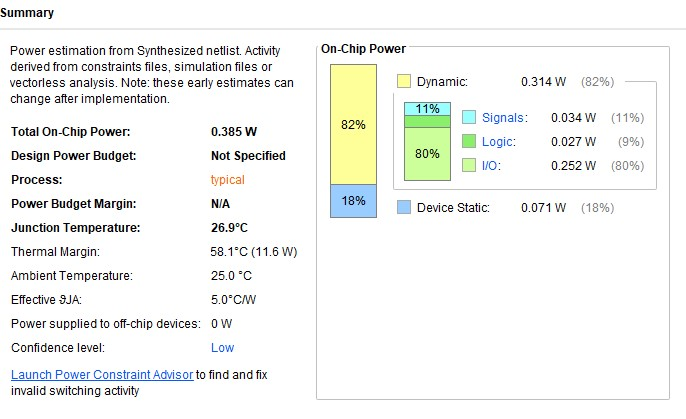 Summary
Power estimation from Synthesized netlist. Activity
derived from constraints files, simulation files or
vectorless analysis. Note: these early estimates can
change after implementation.
Total On-Chip Power: 0.385 W
Design Power Budget: Not Specified
Process: typical
Power Budget Margin: N/A
Junction Temperature: 26.9°C
Thermal Margin: 58.1°C (11.6 W)
Ambient Temperature: 25.0 °C
Effective ϑJA: 5.0°C/W
Power supplied to off-chip devices: 0 W
Confidence level: Low
Launch Power Constraint Advisor to find and fix
invalid switching activity
On-Chip Power
82%
18%
Dynamic: 0.314 W (82%)
11%
80%
Signals: 0.034 W (11%)
Logic: 0.027 W (9%)
I/O: 0.252 W (80%)
Device Static: 0.071 W (18%)